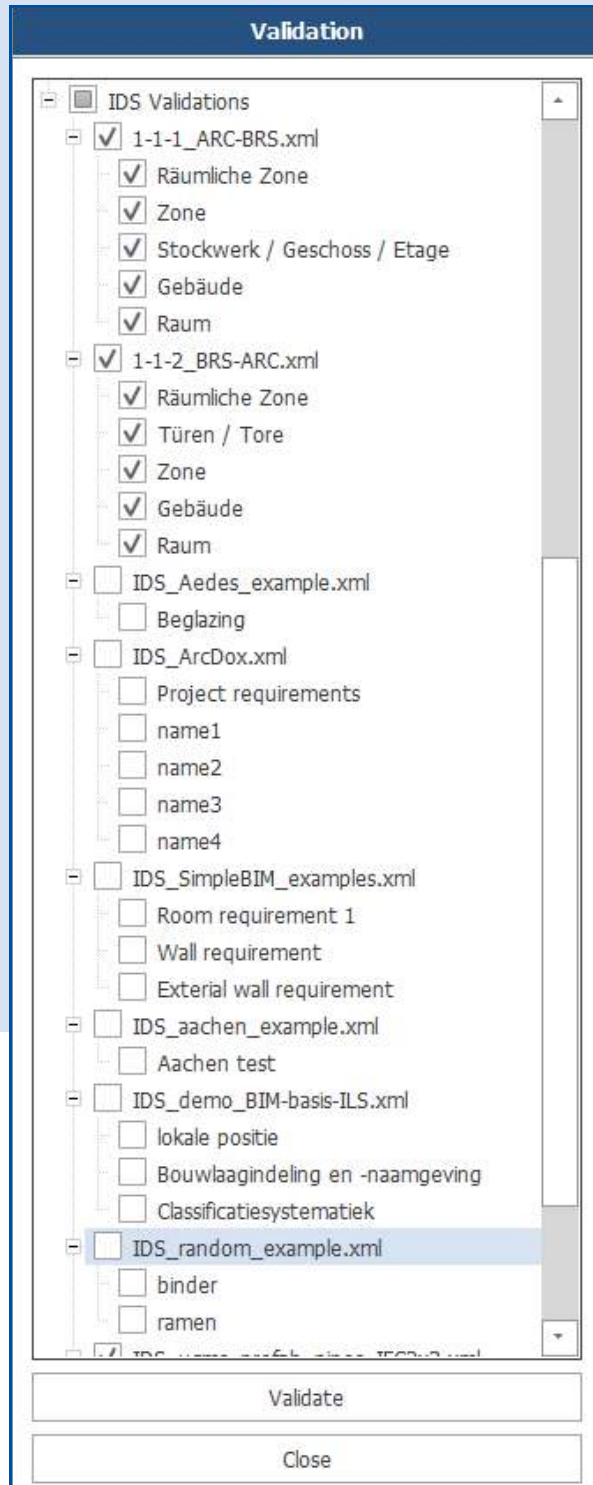 Validation
IDS Validations
1-1-1_ARC-BRS.xml
Räumliche Zone
Zone
Stockwerk / Geschoss / Etage
Gebäude
Raum
1-1-2_BRS-ARC.xml
Räumliche Zone
Türen / Tore
Zone
Gebäude
Raum
IDS_Aedes_example.xml
Beglazing
IDS_ArcDox.xml
Project requirements
name1
name2
name3
name4
IDS_SimpleBIM_examples.xml
Room requirement 1
Wall requirement
Exterial wall requirement
IDS_aachen_example.xml
Aachen test
IDS_demo_BIM-basis-ILS.xml
lokale positie
Bouwlaagindeling en -naamgeving
Classificatiesystematiek
IDS_random_example.xml
binder
ramen
Validate
Close